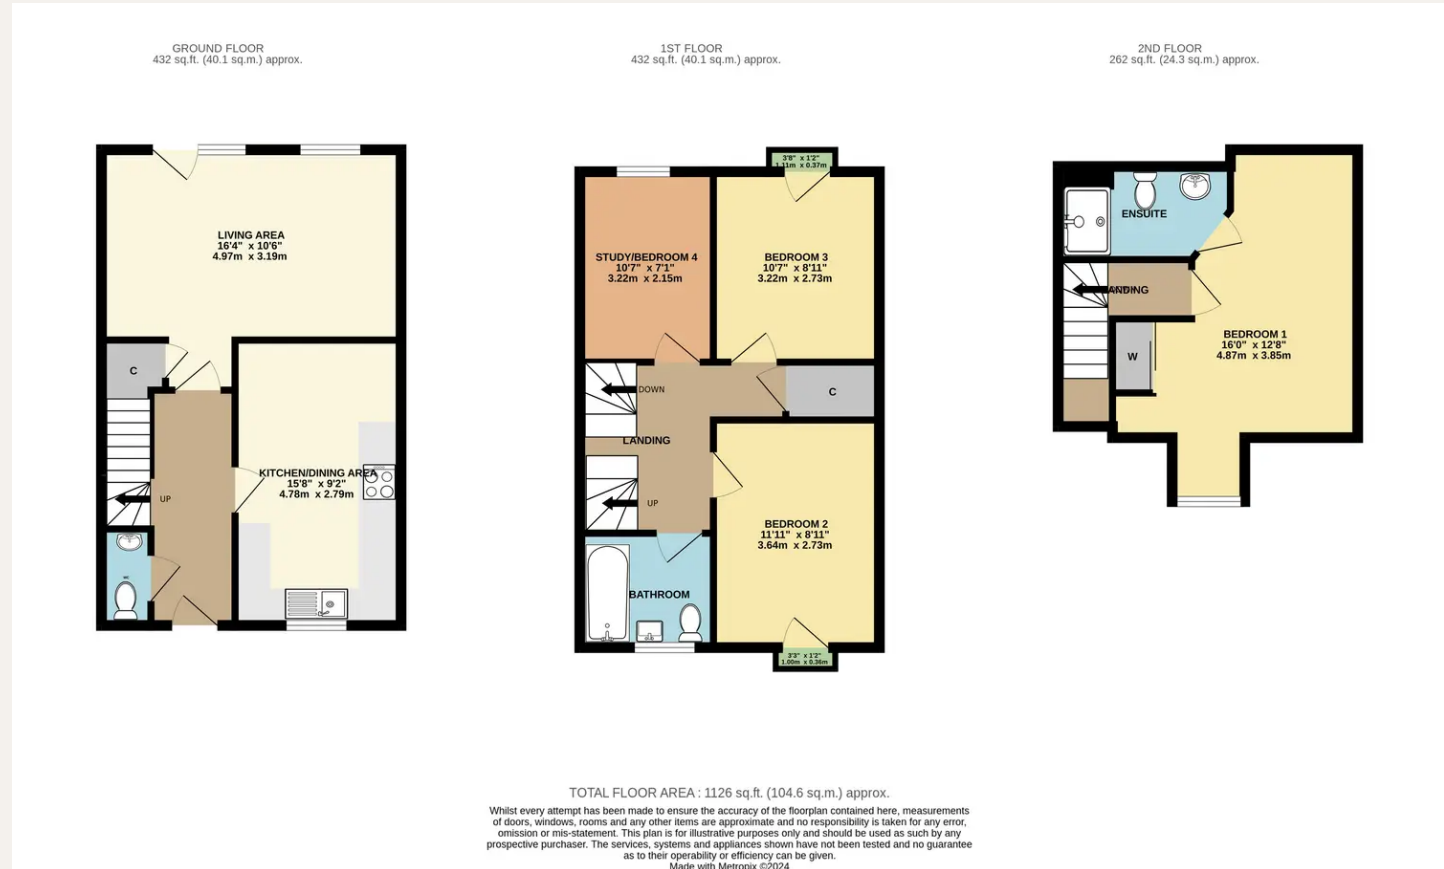 GROUND FLOOR
432 sq.ft. (40.1 sq.m.) approx.
LIVING AREA
16'4" x 10'6"
4.97m x 3.19m
C
KITCHEN/DINING AREA
15'8" x 9'2"
4.78m x 2.79m
UP
WC
1ST FLOOR
432 sq.ft. (40.1 sq.m.) approx.
3'8" x 1'2"
1.11m x 0.37m
STUDY/BEDROOM 4
10'7" x 7'1"
3.22m x 2.15m
BEDROOM 3
10'7" x 8'11"
3.22m x 2.73m
DOWN
C
LANDING
UP
BEDROOM 2
11'11" x 8'11"
3.64m x 2.73m
BATHROOM
3'3" x 1'2"
1.00m x 0.36m
2ND FLOOR
262 sq.ft. (24.3 sq.m.) approx.
ENSUITE
LANDING
BEDROOM 1
16'0" x 12'8"
4.87m x 3.85m
W
TOTAL FLOOR AREA : 1126 sq.ft. (104.6 sq.m.) approx.
Whilst every attempt has been made to ensure the accuracy of the floorplan contained here, measurements
of doors, windows, rooms and any other items are approximate and no responsibility is taken for any error,
omission or mis-statement. This plan is for illustrative purposes only and should be used as such by any
prospective purchaser. The services, systems and appliances shown have not been tested and no guarantee
as to their operability or efficiency can be given.
Made with Metropix ©2024